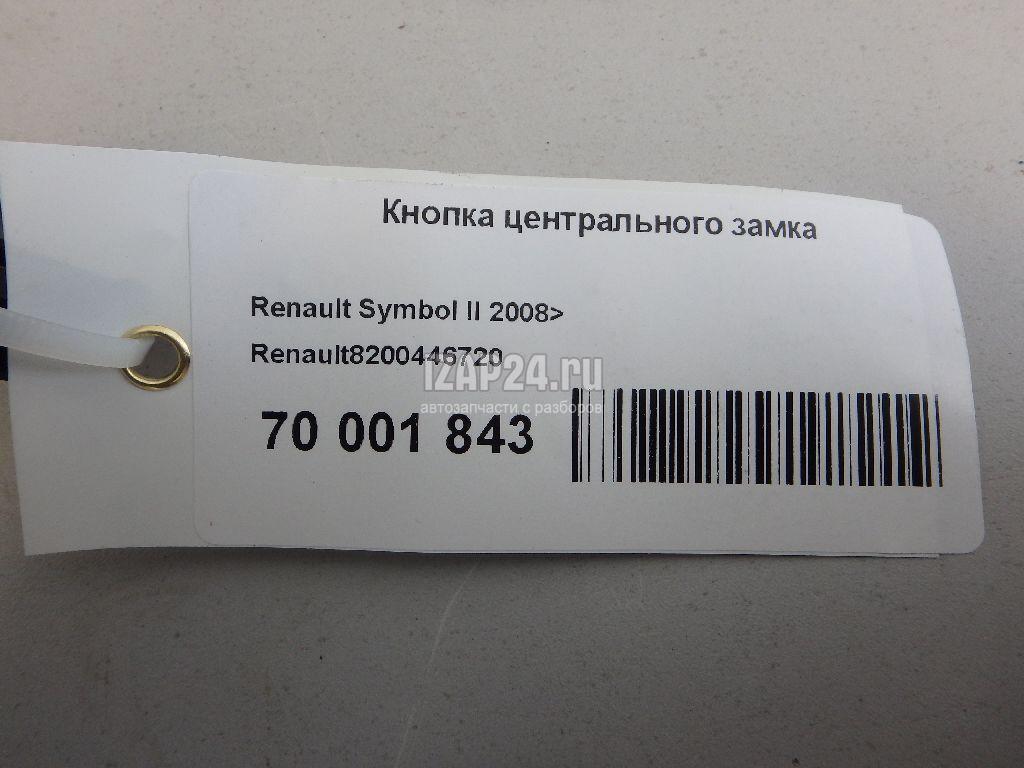 Кнопка центрального замка
Renault Symbol II 2008>
Renault8200446720
IZAP24.ru
автозапчасти с разборов
70 001 843